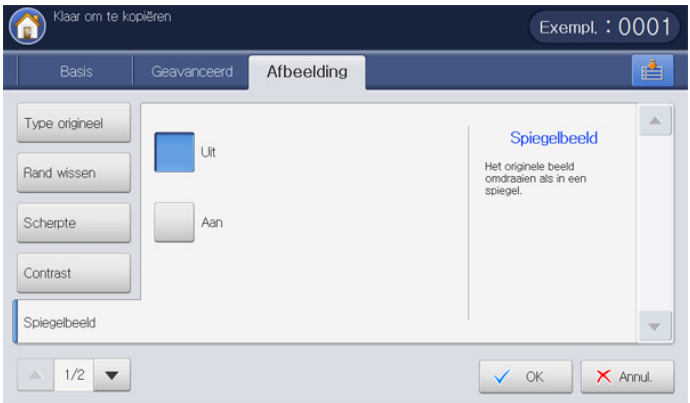 Klaar om te kopiëren
Exempl. : 0001
Basis
Geavanceerd
Afbeelding
Type origineel
Rand wissen
Scherpte
Contrast
Spiegelbeeld
Uit
Aan
Spiegelbeeld
Het originele beeld
omdraaien als in een
spiegel.
1/2
OK
Annul.